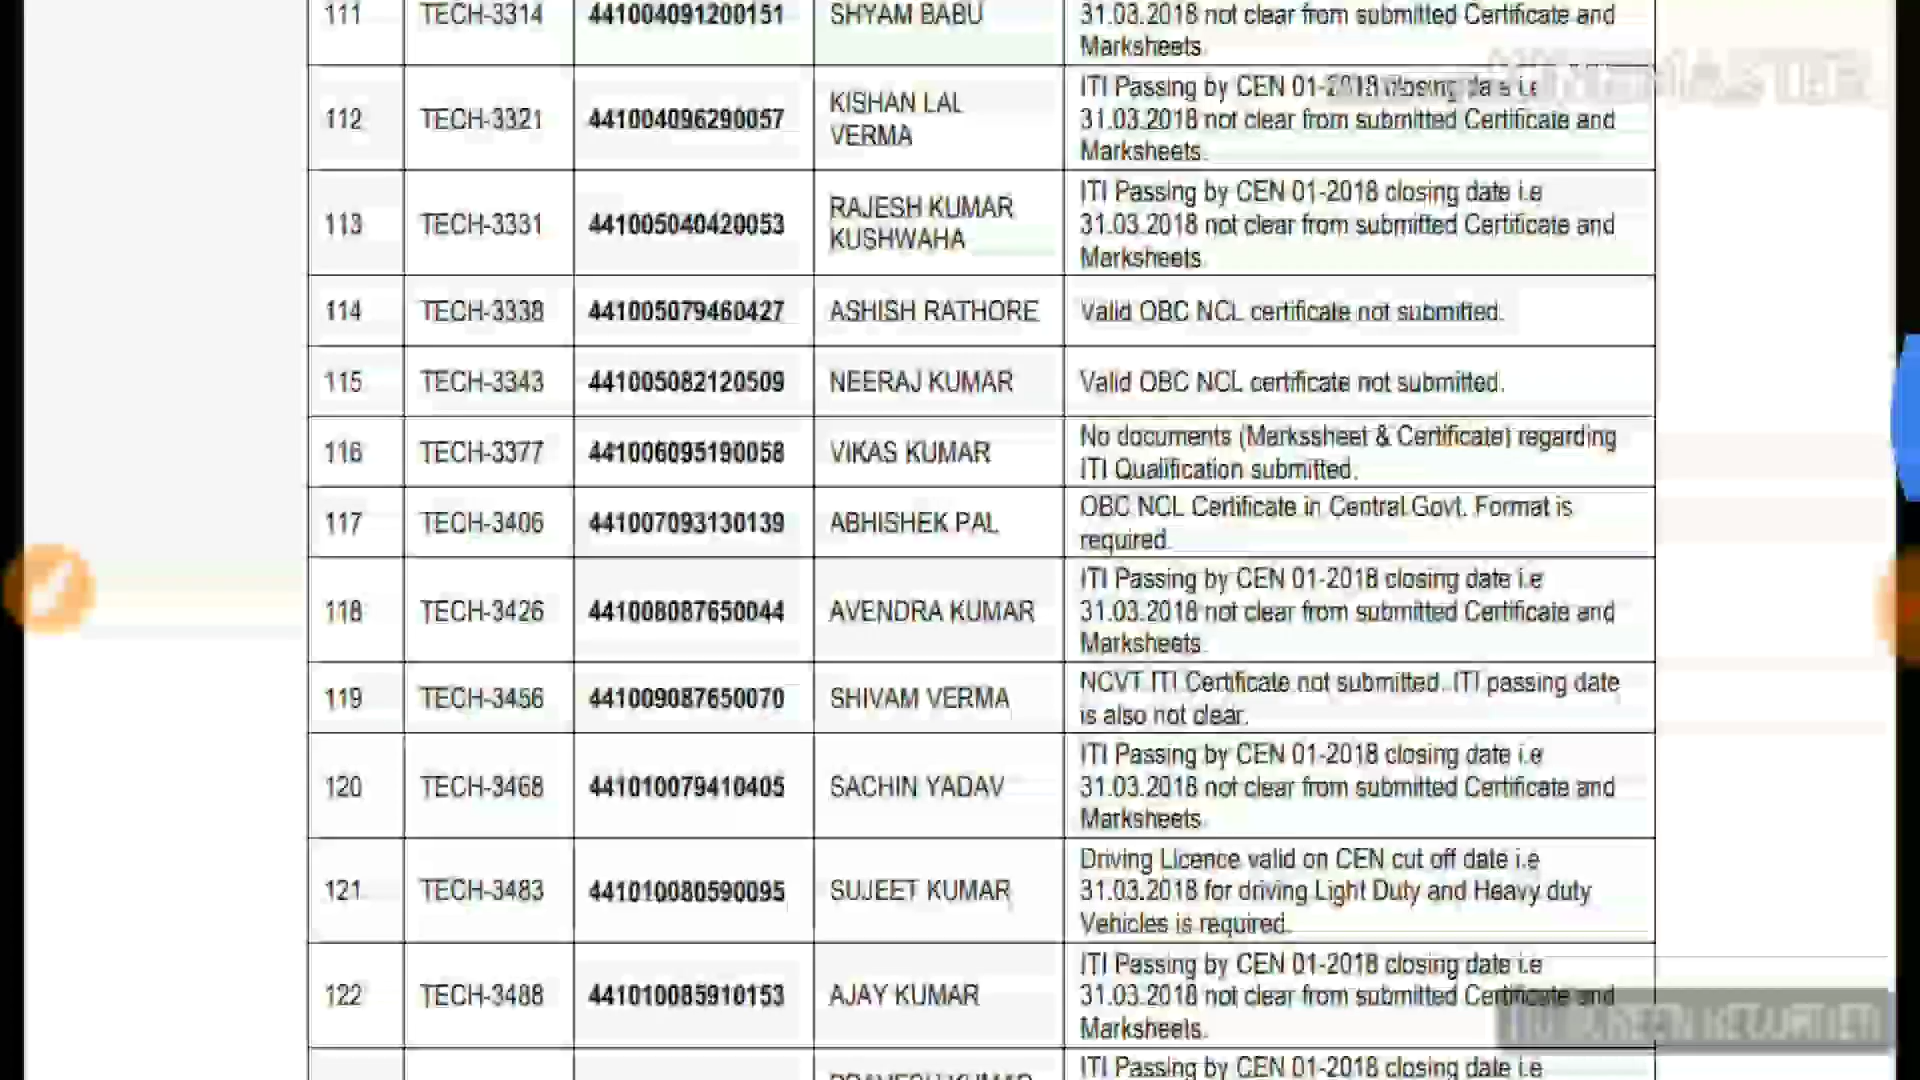 111 TECH-3314 441004091200151 SHYAM BABU 31.03.2018 not clear from submitted Certificate and
Marksheets.
112 TECH-3321 441004096290057 KISHAN LAL
VERMA
ITI Passing by CEN 01-2018 closing date i.e
31.03.2018 not clear from submitted Certificate and
Marksheets.
113 TECH-3331 441005040420053 RAJESH KUMAR
KUSHWAHA
ITI Passing by CEN 01-2018 closing date i.e
31.03.2018 not clear from submitted Certificate and
Marksheets.
114 TECH-3338 441005079460427 ASHISH RATHORE Valid OBC NCL certificate not submitted.
115 TECH-3343 441005082120509 NEERAJ KUMAR Valid OBC NCL certificate not submitted.
116 TECH-3377 441006095190058 VIKAS KUMAR No documents (Markssheet & Certificate) regarding
ITI Qualification submitted.
117 TECH-3406 441007093130139 ABHISHEK PAL OBC NCL Certificate in Central Govt. Format is
required.
118 TECH-3426 441008087650044 AVENDRA KUMAR ITI Passing by CEN 01-2018 closing date i.e
31.03.2018 not clear from submitted Certificate and
Marksheets.
119 TECH-3456 441009087650070 SHIVAM VERMA NCVT ITI Certificate not submitted. ITI passing date
is also not clear.
120 TECH-3468 441010079410405 SACHIN YADAV ITI Passing by CEN 01-2018 closing date i.e
31.03.2018 not clear from submitted Certificate and
Marksheets.
121 TECH-3483 441010080590095 SUJEET KUMAR Driving Licence valid on CEN cut off date i.e
31.03.2018 for driving Light Duty and Heavy duty
Vehicles is required.
122 TECH-3488 441010085910153 AJAY KUMAR ITI Passing by CEN 01-2018 closing date i.e
31.03.2018 not clear from submitted Certificate and
Marksheets.
ITI Passing by CEN 01-2018 closing date i.e